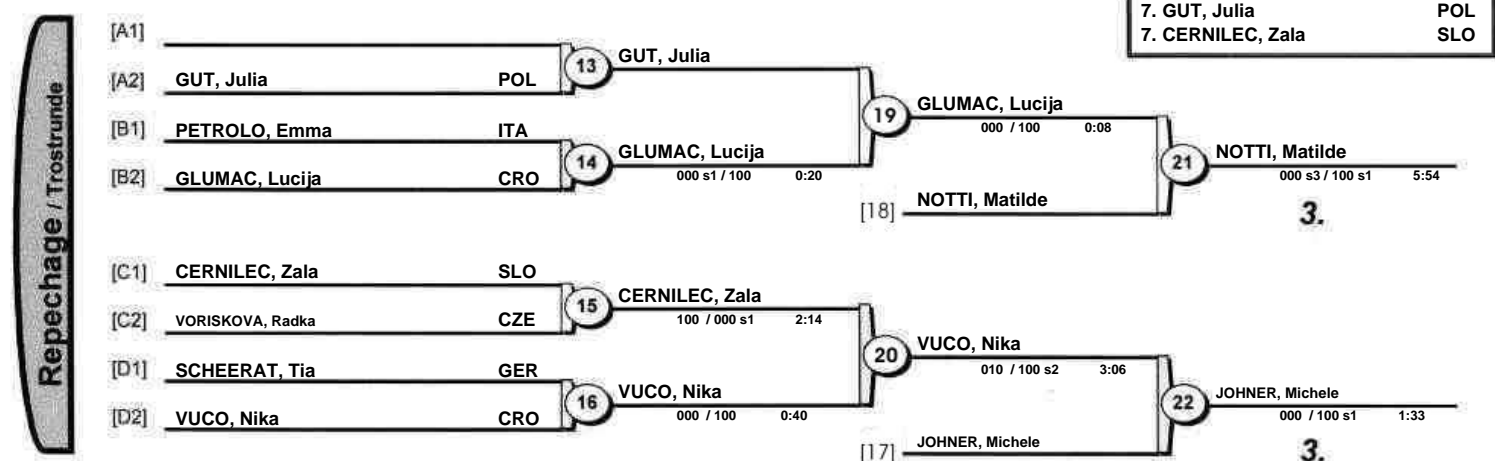 7. GUT, Julia POL
7. CERNILEC, Zala SLO
Repechage / Trostrunde
[A1]
13 GUT, Julia
[A2] GUT, Julia POL
19 GLUMAC, Lucija
000 / 100 0:08
[B1] PETROLO, Emma ITA
14 GLUMAC, Lucija
000 s1 / 100 0:20
21 NOTTI, Matilde
000 s3 / 100 s1 5:54
[B2] GLUMAC, Lucija CRO
[18] NOTTI, Matilde
3.
[C1] CERNILEC, Zala SLO
15 CERNILEC, Zala
100 / 000 s1 2:14
[C2] VORISKOVA, Radka CZE
20 VUCO, Nika
010 / 100 s2 3:06
[D1] SCHEERAT, Tia GER
16 VUCO, Nika
000 / 100 0:40
22 JOHNER, Michele
000 / 100 s1 1:33
[D2] VUCO, Nika CRO
[17] JOHNER, Michele
3.